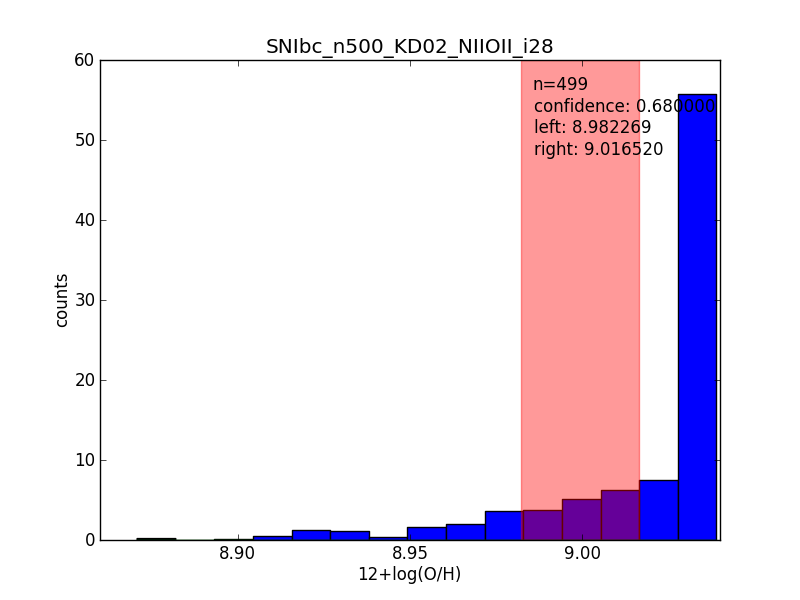 SNIbc_n500_KD02_NIIOII_i28
60
n=499
confidence: 0.680000
left: 8.982269
right: 9.016520
50
40
30
20
10
0
counts
8.90 8.95 9.00
12+log(O/H)